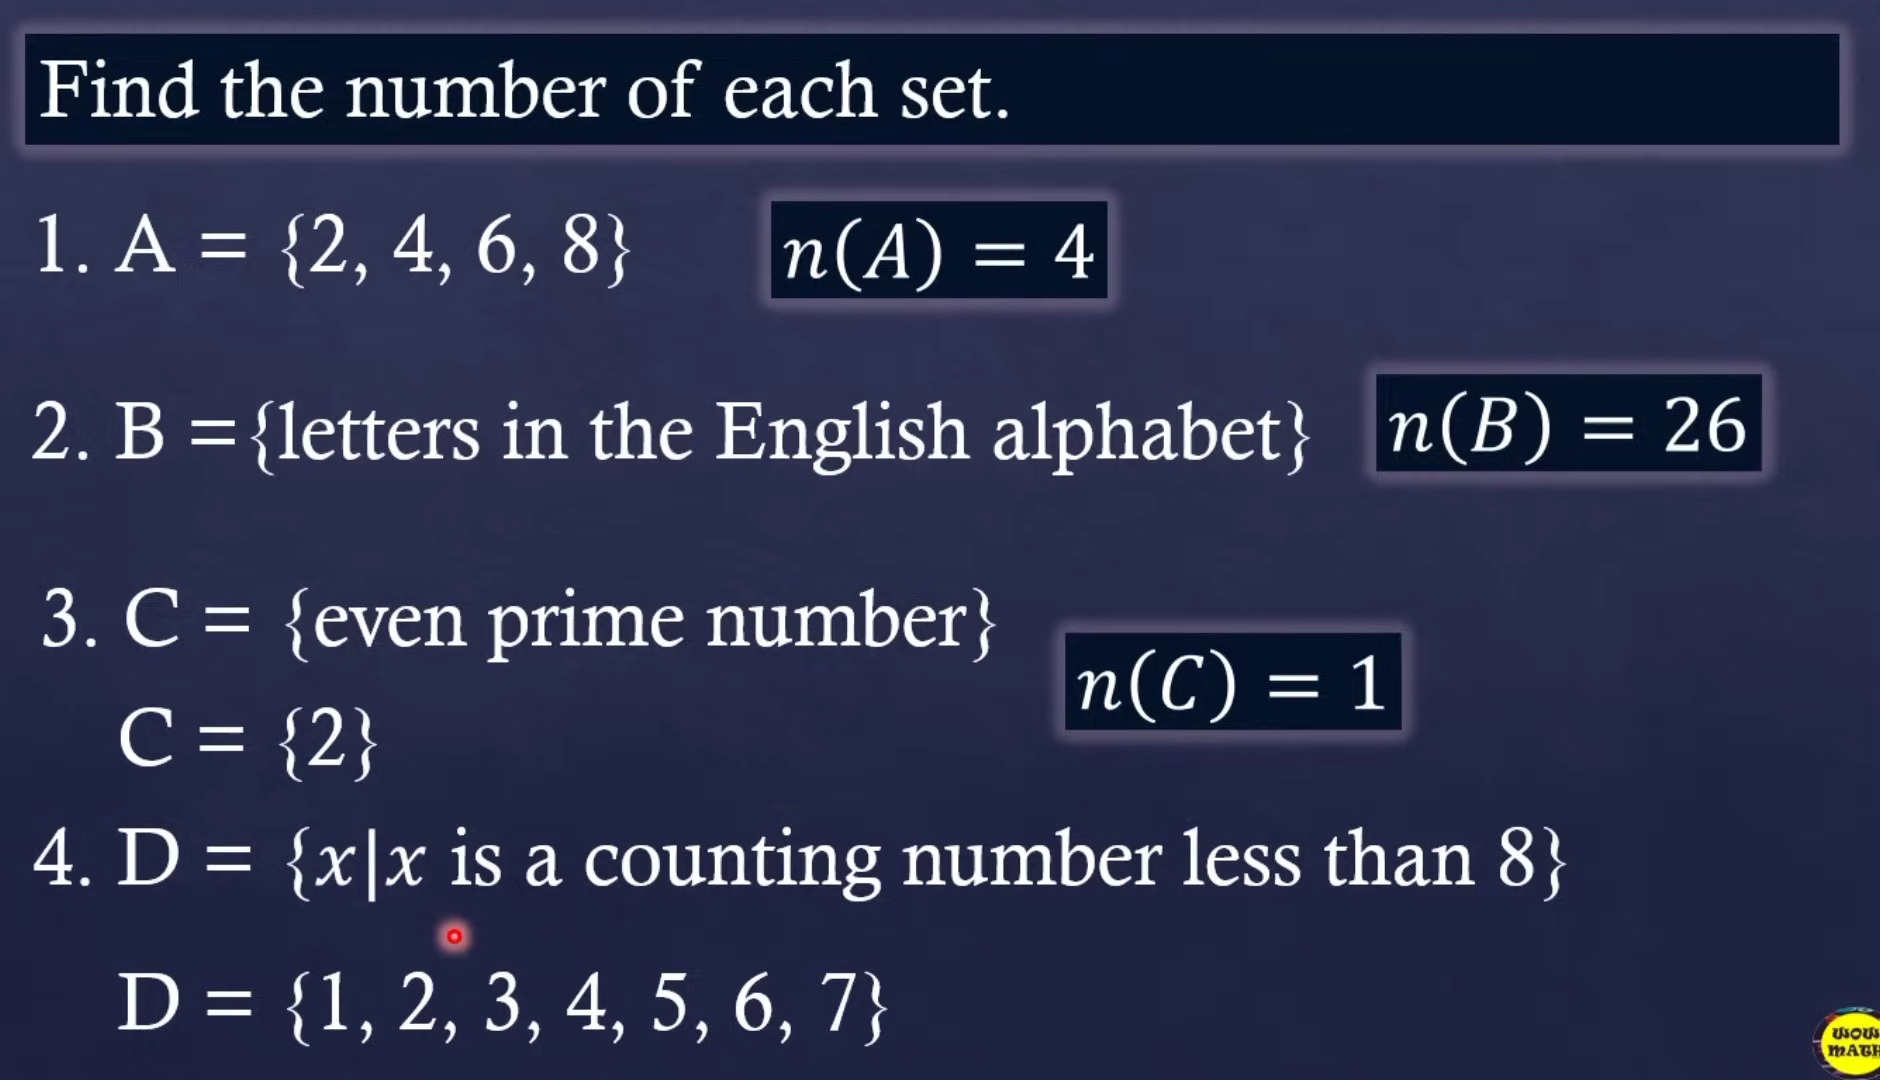 Find the number of each set.
1. A = {2, 4, 6, 8} n(A) = 4
2. B ={letters in the English alphabet} n(B) = 26
3. C = {even prime number}
n(C) = 1
C = {2}
4. D = {x|x is a counting number less than 8}
D = {1, 2, 3, 4, 5, 6, 7}
WOW
MATH